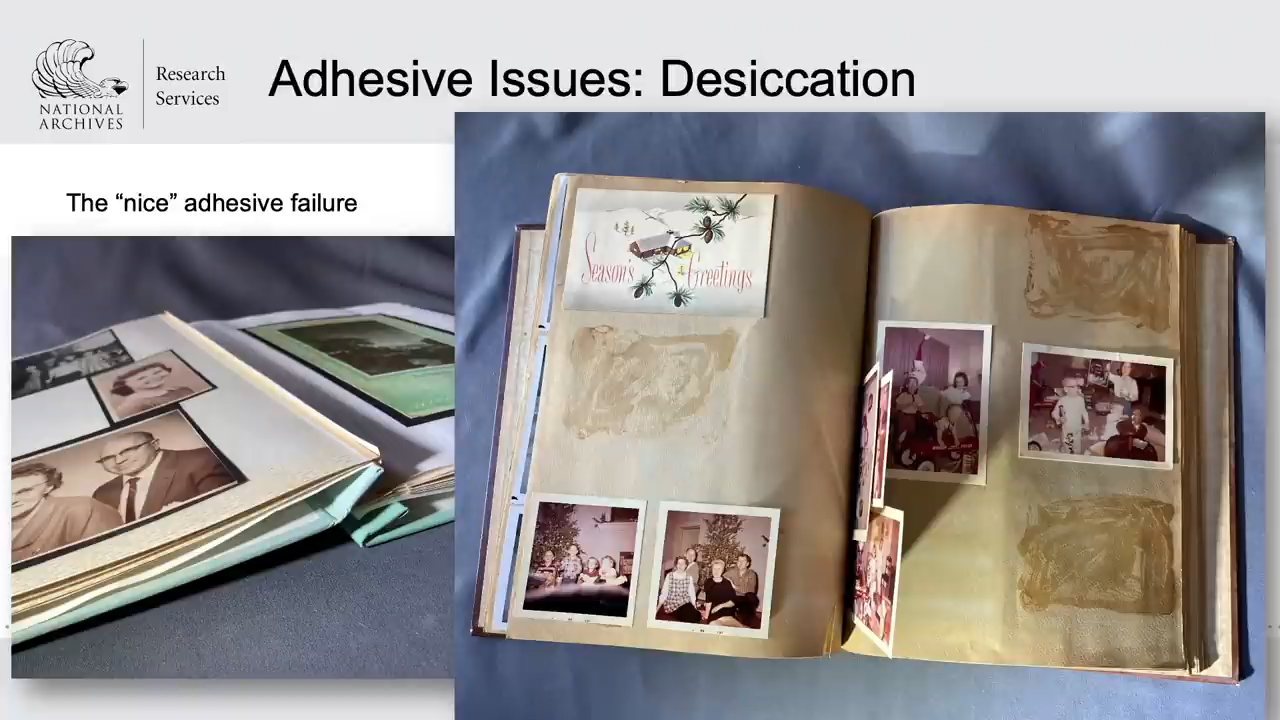 NATIONAL
ARCHIVES
Research
Services
Adhesive Issues: Desiccation
The “nice” adhesive failure
Season's Greetings